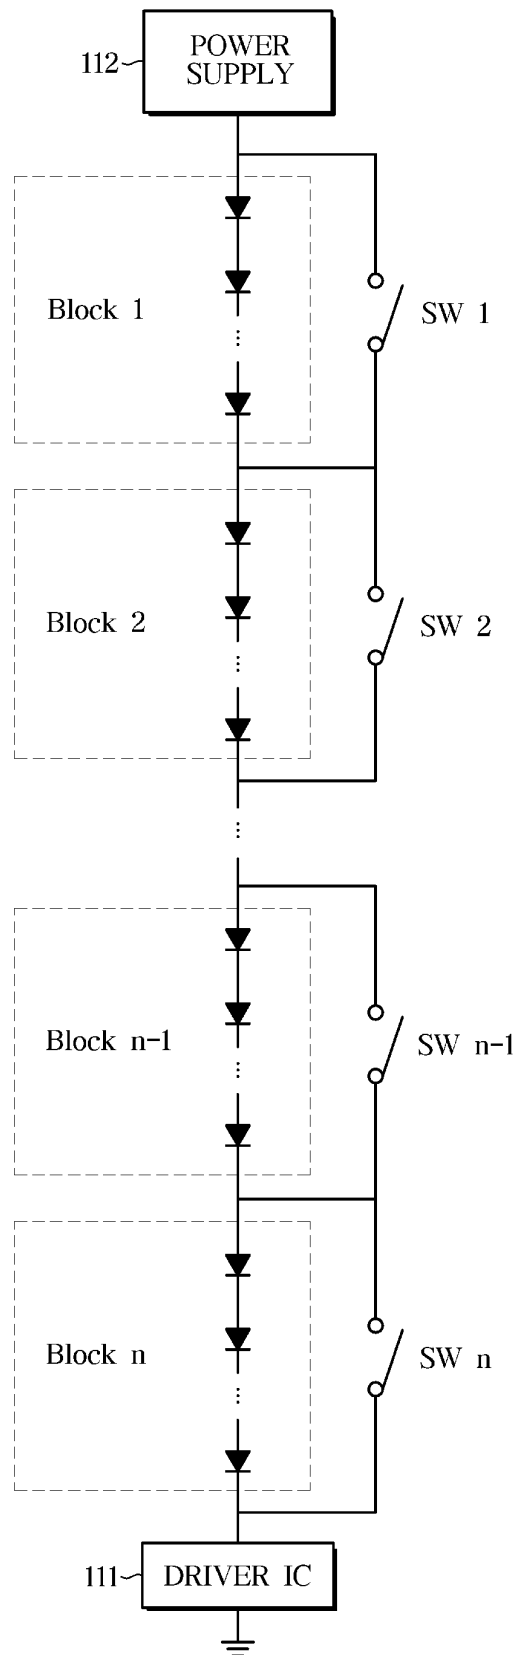 POWER
SUPPLY
112
Block 1
SW 1
Block 2
SW 2
Block n-1
SW n-1
Block n
SW n
111
DRIVER IC